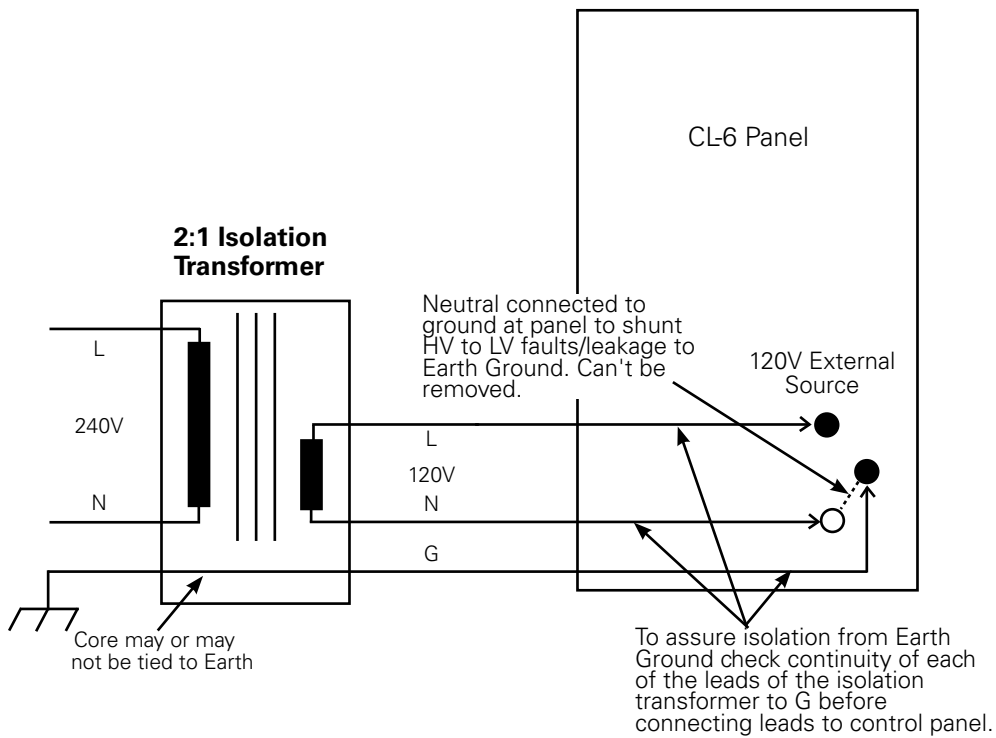 CL-6 Panel
2:1 Isolation
Transformer
Neutral connected to
ground at panel to shunt
HV to LV faults/leakage to
Earth Ground. Can't be
removed.
120V External
Source
L
240V
N
L
120V
N
G
Core may or may
not be tied to Earth
To assure isolation from Earth
Ground check continuity of each
of the leads of the isolation
transformer to G before
connecting leads to control panel.